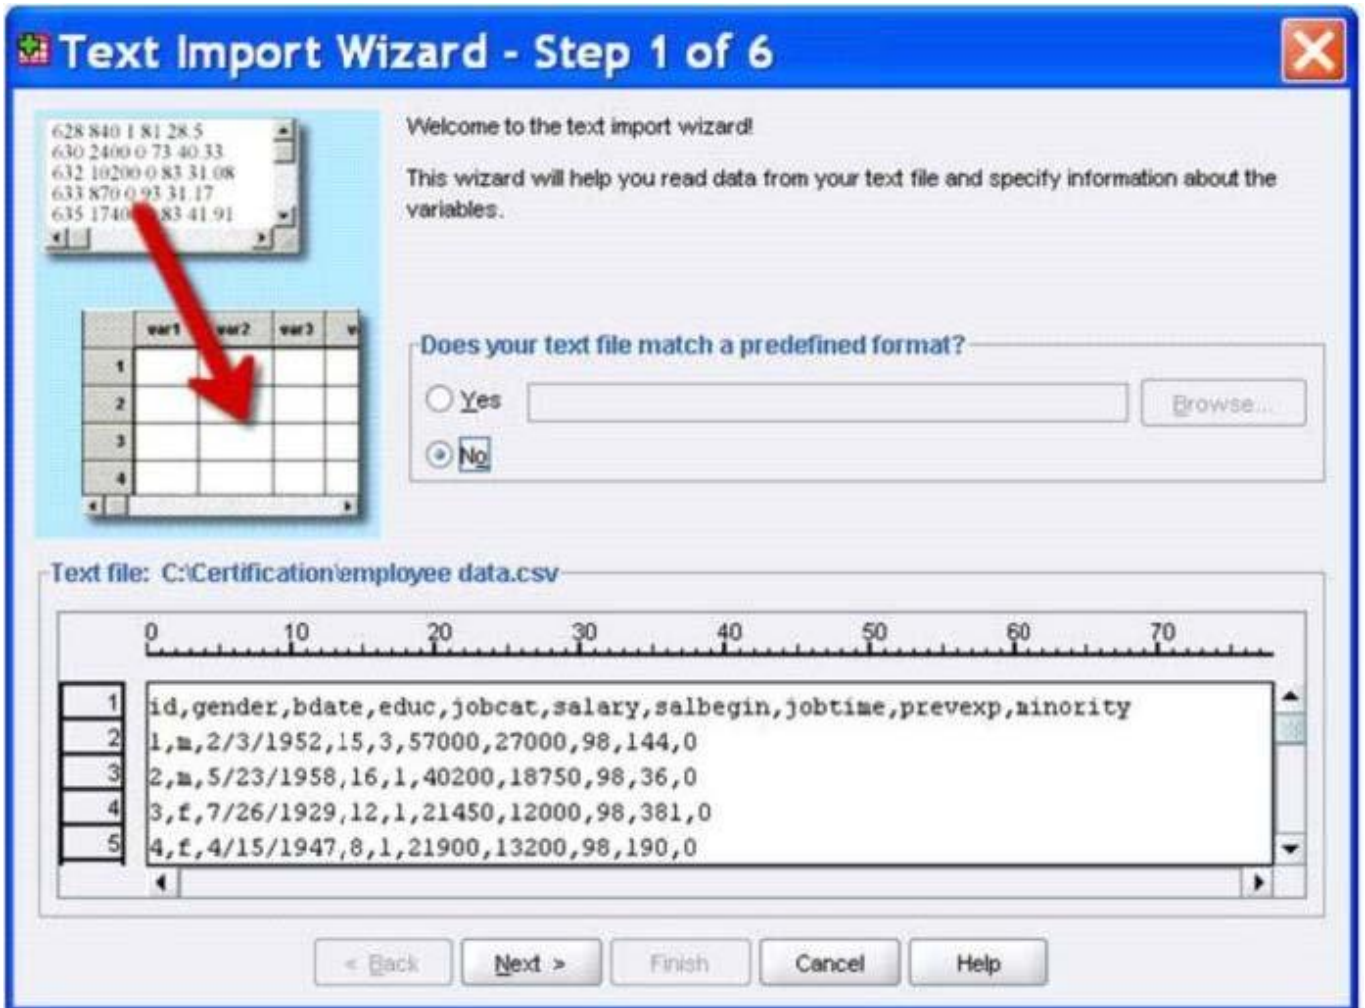 Text Import Wizard - Step 1 of 6
628 840 1 81 28.5
630 2400 0 73 40.33
632 10200 0 83 31.08
633 870 0 93 31.17
635 1740 83 41.91
var1 var2 var3 v
1
2
3
4
Welcome to the text import wizard!
This wizard will help you read data from your text file and specify information about the
variables.
Does your text file match a predefined format?
Yes
Browse...
No
Text file: C:\Certification\employee data.csv
0 10 20 30 40 50 60 70
1 id,gender,bdate,educ,jobcat,salary,salbegin,jobtime,prevexp,minority
2 1,m,2/3/1952,15,3,57000,27000,98,144,0
3 2,m,5/23/1958,16,1,40200,18750,98,36,0
4 3,f,7/26/1929,12,1,21450,12000,98,381,0
5 4,f,4/15/1947,8,1,21900,13200,98,190,0
< Back Next > Finish Cancel Help